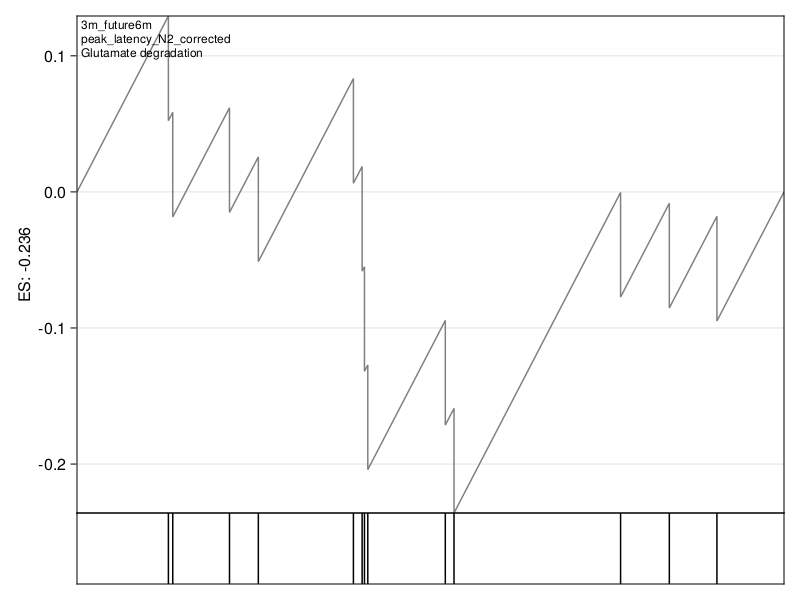 3m_future6m
peak_latency_N2_corrected
Glutamate degradation
0.1
0.0
-0.1
-0.2
ES: -0.236